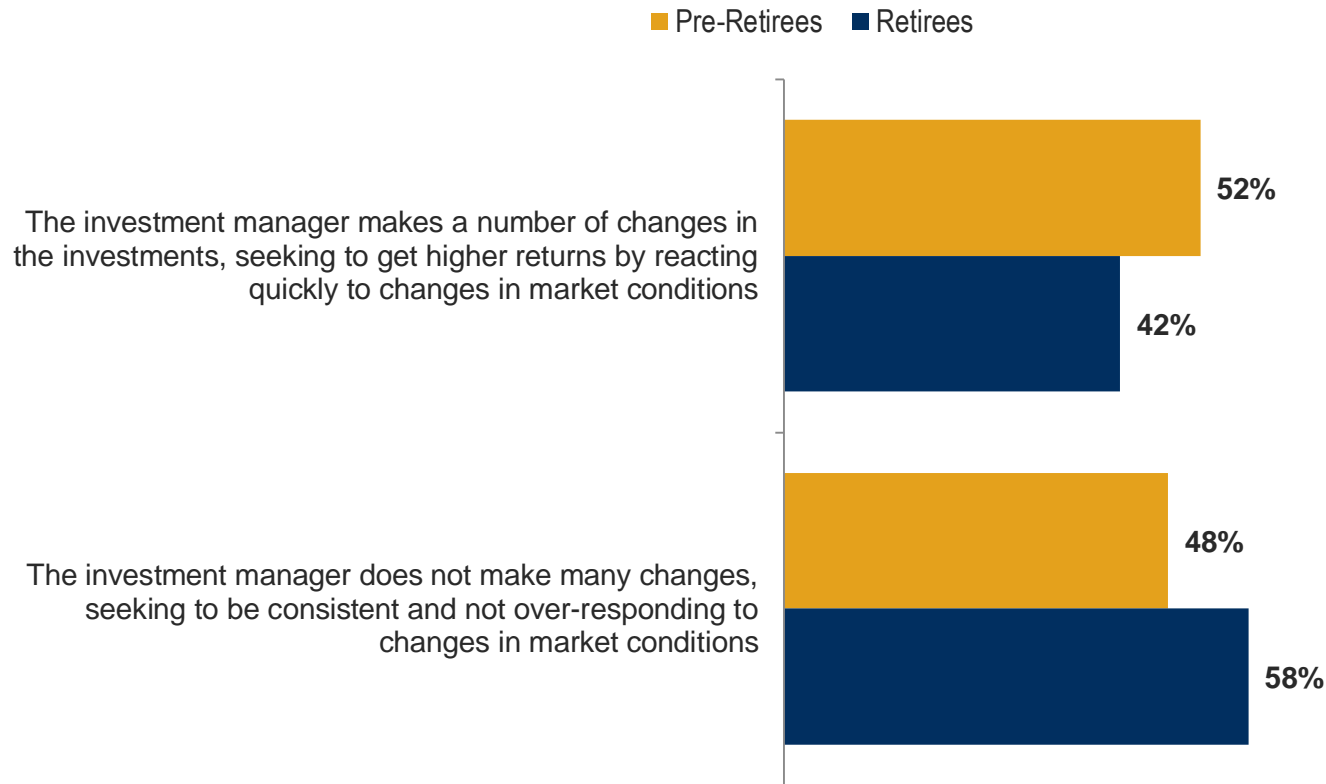 Pre-Retirees Retirees
The investment manager makes a number of changes in
the investments, seeking to get higher returns by reacting
quickly to changes in market conditions
52%
42%
The investment manager does not make many changes,
seeking to be consistent and not over-responding to
changes in market conditions
48%
58%